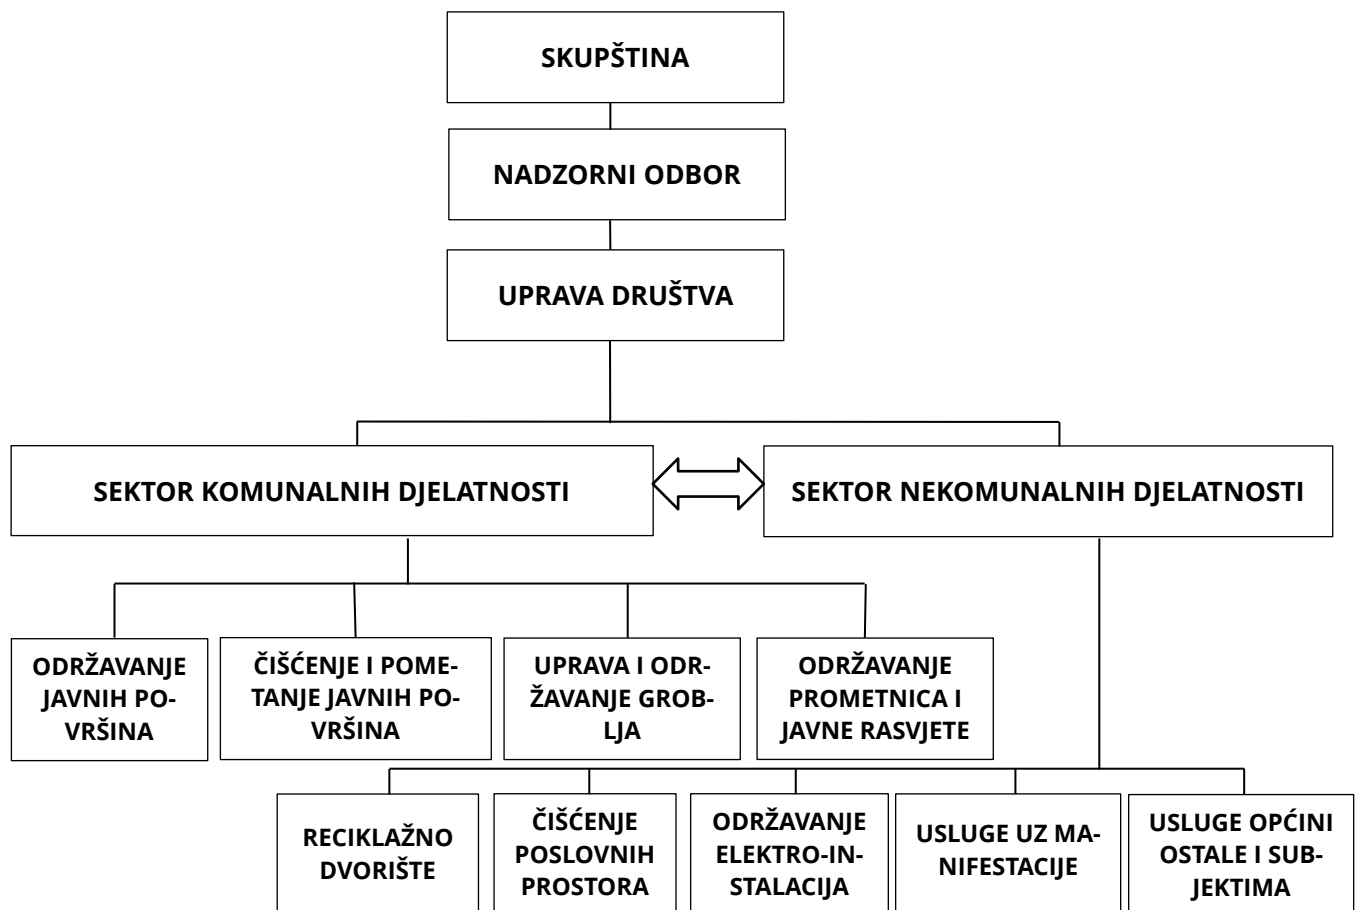 SKUPŠTINA
NADZORNI ODBOR
UPRAVA DRUŠTVA
SEKTOR KOMUNALNIH DJELATNOSTI
SEKTOR NEKOMUNALNIH DJELATNOSTI
ODRŽAVANJE
JAVNIH PO-
VRŠINA
ČIŠĆENJE I POME-
TANJE JAVNIH PO-
VRŠINA
UPRAVA I ODR-
ŽAVANJE GROB-
LJA
ODRŽAVANJE
PROMETNICA I
JAVNE RASVJETE
RECIKLAŽNO
DVORIŠTE
ČIŠĆENJE
POSLOVNIH
PROSTORA
ODRŽAVANJE
ELEKTRO-IN-
STALACIJA
USLUGE UZ MA-
NIFESTACIJE
USLUGE OPĆINI
OSTALE I SUB-
JEKTIMA